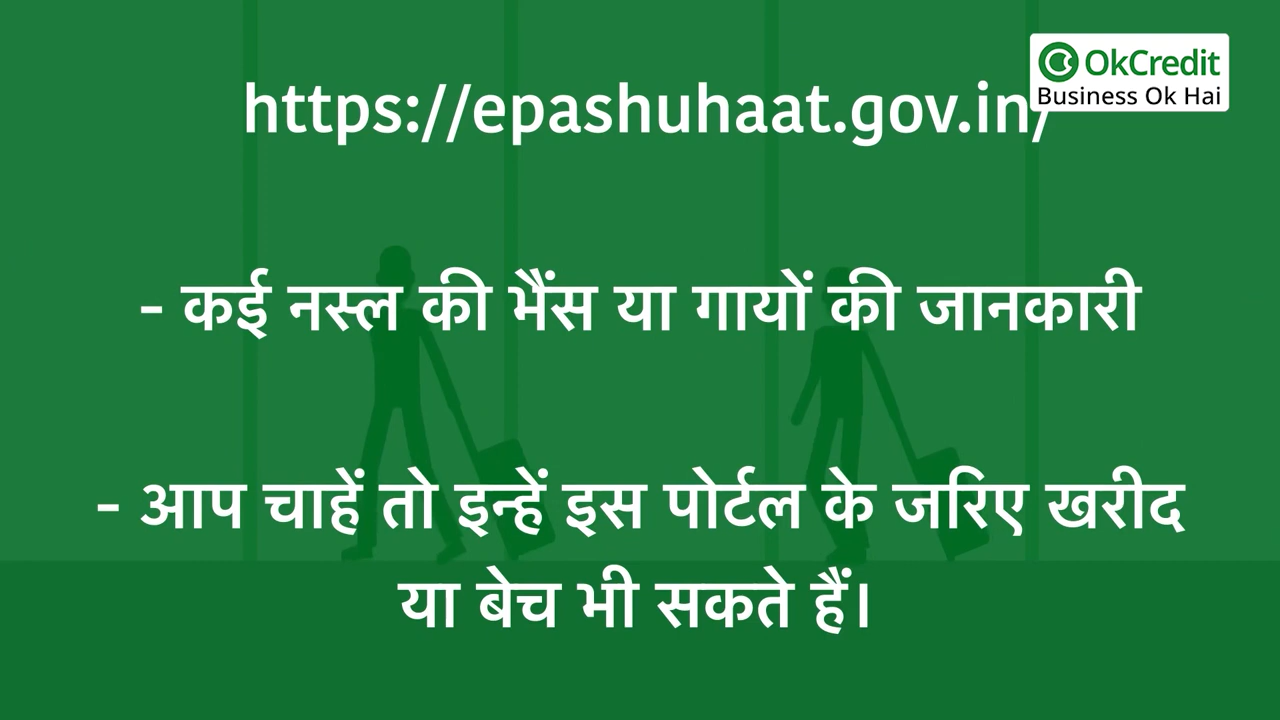 OkCredit
Business Ok Hai
https://epashuhaat.gov.in/
- कई नस्ल की भैंस या गायों की जानकारी
- आप चाहें तो इन्हें इस पोर्टल के जरिए खरीद
या बेच भी सकते हैं।